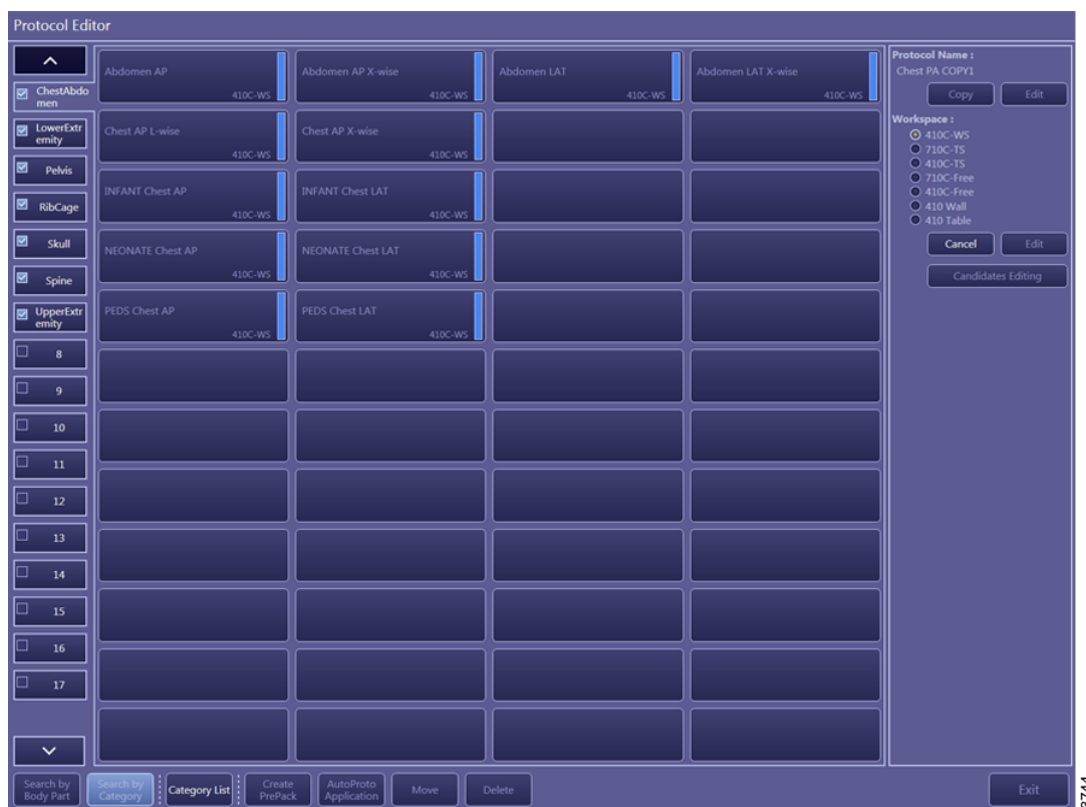 Protocol Editor
ChestAbdo
men
LowerExtr
emity
Pelvis
RibCage
Skull
Spine
UpperExtr
emity
8
9
10
11
12
13
14
15
16
17
Abdomen AP
410C-WS
Abdomen AP X-wise
410C-WS
Abdomen LAT
410C-WS
Abdomen LAT X-wise
410C-WS
Chest AP L-wise
410C-WS
Chest AP X-wise
410C-WS
INFANT Chest AP
410C-WS
INFANT Chest LAT
410C-WS
NEONATE Chest AP
410C-WS
NEONATE Chest LAT
410C-WS
PEDS Chest AP
410C-WS
PEDS Chest LAT
410C-WS
Protocol Name :
Chest PA COPY1
Copy Edit
Workspace :
410C-WS
710C-TS
410C-TS
710C-Free
410C-Free
410 Wall
410 Table
Cancel Edit
Candidates Editing
Search by
Body Part
Search by
Category
Category List
Create
PrePack
AutoProto
Application
Move
Delete
Exit